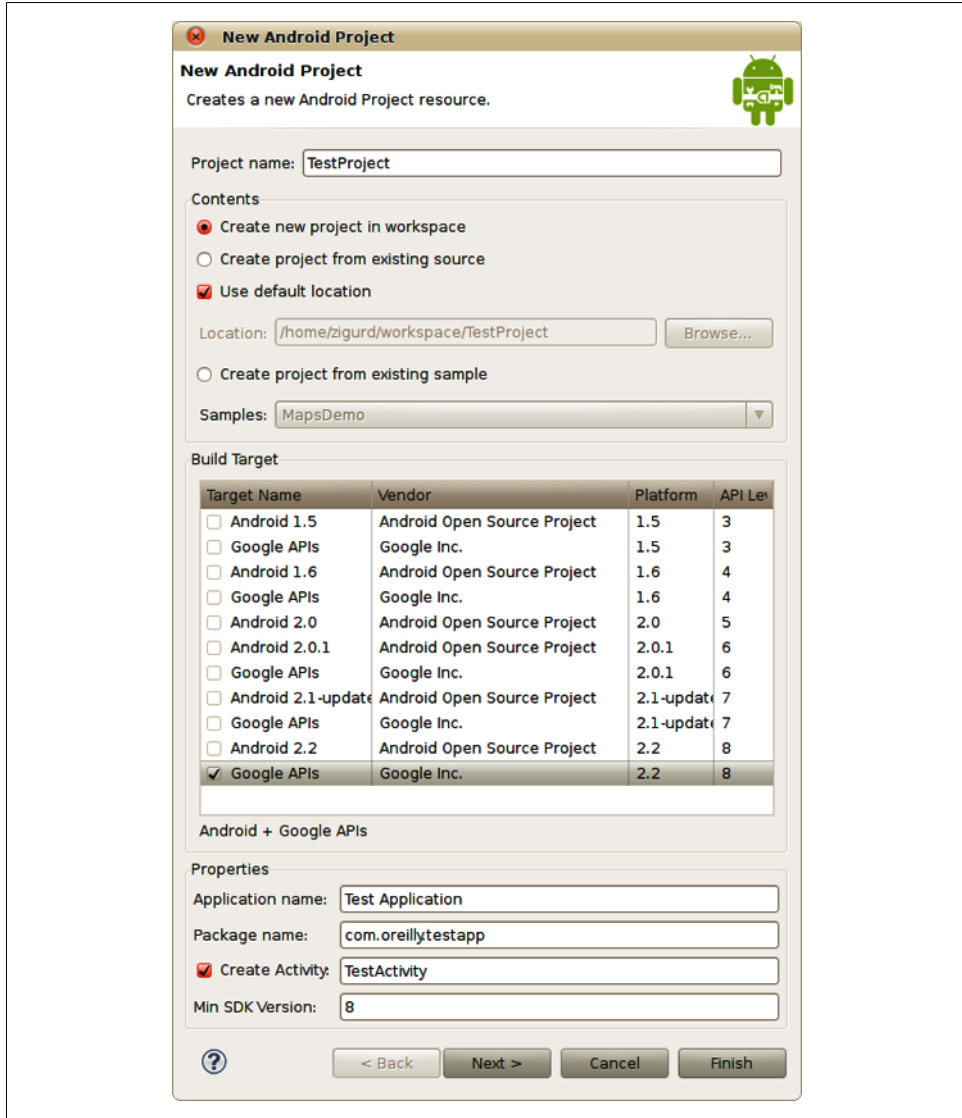 New Android Project
New Android Project
Creates a new Android Project resource.
Project name: TestProject
Contents
Create new project in workspace
Create project from existing source
Use default location
Location: /home/zigurd/workspace/TestProject Browse...
Create project from existing sample
Samples: MapsDemo
Build Target
Target Name Vendor Platform API Lev
Android 1.5 Android Open Source Project 1.5 3
Google APIs Google Inc. 1.5 3
Android 1.6 Android Open Source Project 1.6 4
Google APIs Google Inc. 1.6 4
Android 2.0 Android Open Source Project 2.0 5
Android 2.0.1 Android Open Source Project 2.0.1 6
Google APIs Google Inc. 2.0.1 6
Android 2.1-update Android Open Source Project 2.1-update 7
Google APIs Google Inc. 2.1-update 7
Android 2.2 Android Open Source Project 2.2 8
Google APIs Google Inc. 2.2 8
Android + Google APIs
Properties
Application name: Test Application
Package name: com.oreilly.testapp
Create Activity: TestActivity
Min SDK Version: 8
? < Back Next > Cancel Finish